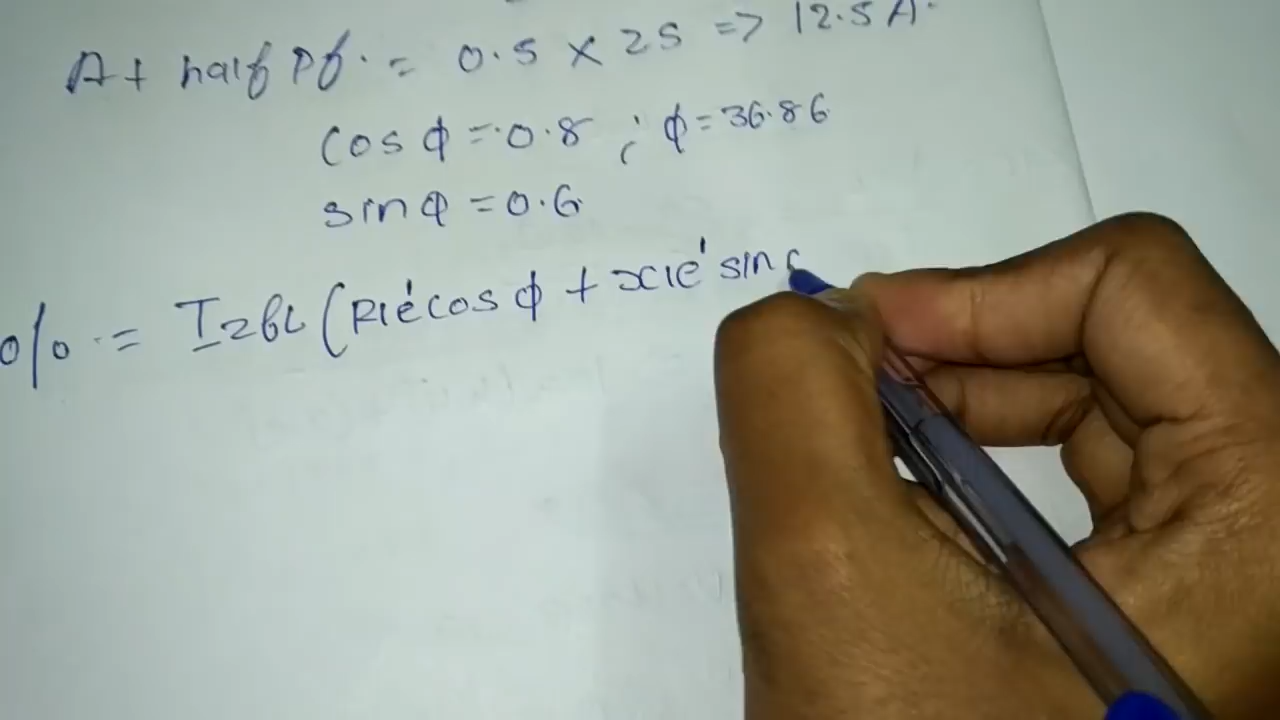 At half Pf. = 0.5 × 25 => 12.5 A.
cos ϕ = 0.8 ; ϕ = 36.86
sin ϕ = 0.6
% = I2fL (R1e' cos ϕ + x1e' sin